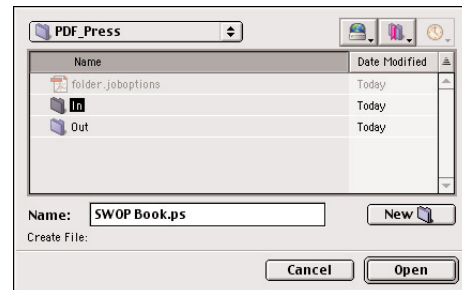 PDF_Press
Name Date Modified
folder.joboptions Today
In Today
Out Today
Name: SWOP Book.ps New
Create File:
Cancel Open